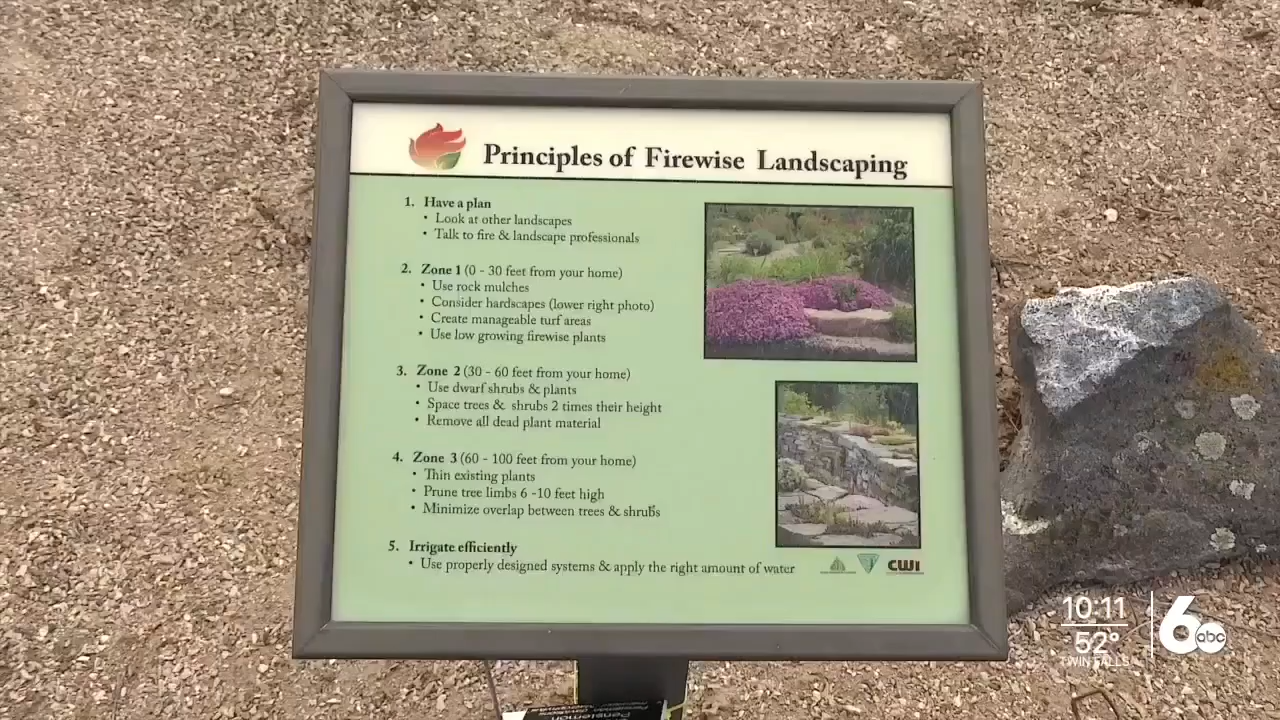 Principles of Firewise Landscaping
1. Have a plan
• Look at other landscapes
• Talk to fire & landscape professionals
2. Zone 1 (0 - 30 feet from your home)
• Use rock mulches
• Consider hardscapes (lower right photo)
• Create manageable turf areas
• Use low growing firewise plants
3. Zone 2 (30 - 60 feet from your home)
• Use dwarf shrubs & plants
• Space trees & shrubs 2 times their height
• Remove all dead plant material
4. Zone 3 (60 - 100 feet from your home)
• Thin existing plants
• Prune tree limbs 6 -10 feet high
• Minimize overlap between trees & shrubs
5. Irrigate efficiently
• Use properly designed systems & apply the right amount of water
CWI
10:11
52°
TWIN FALLS
6 abc
Penstemon